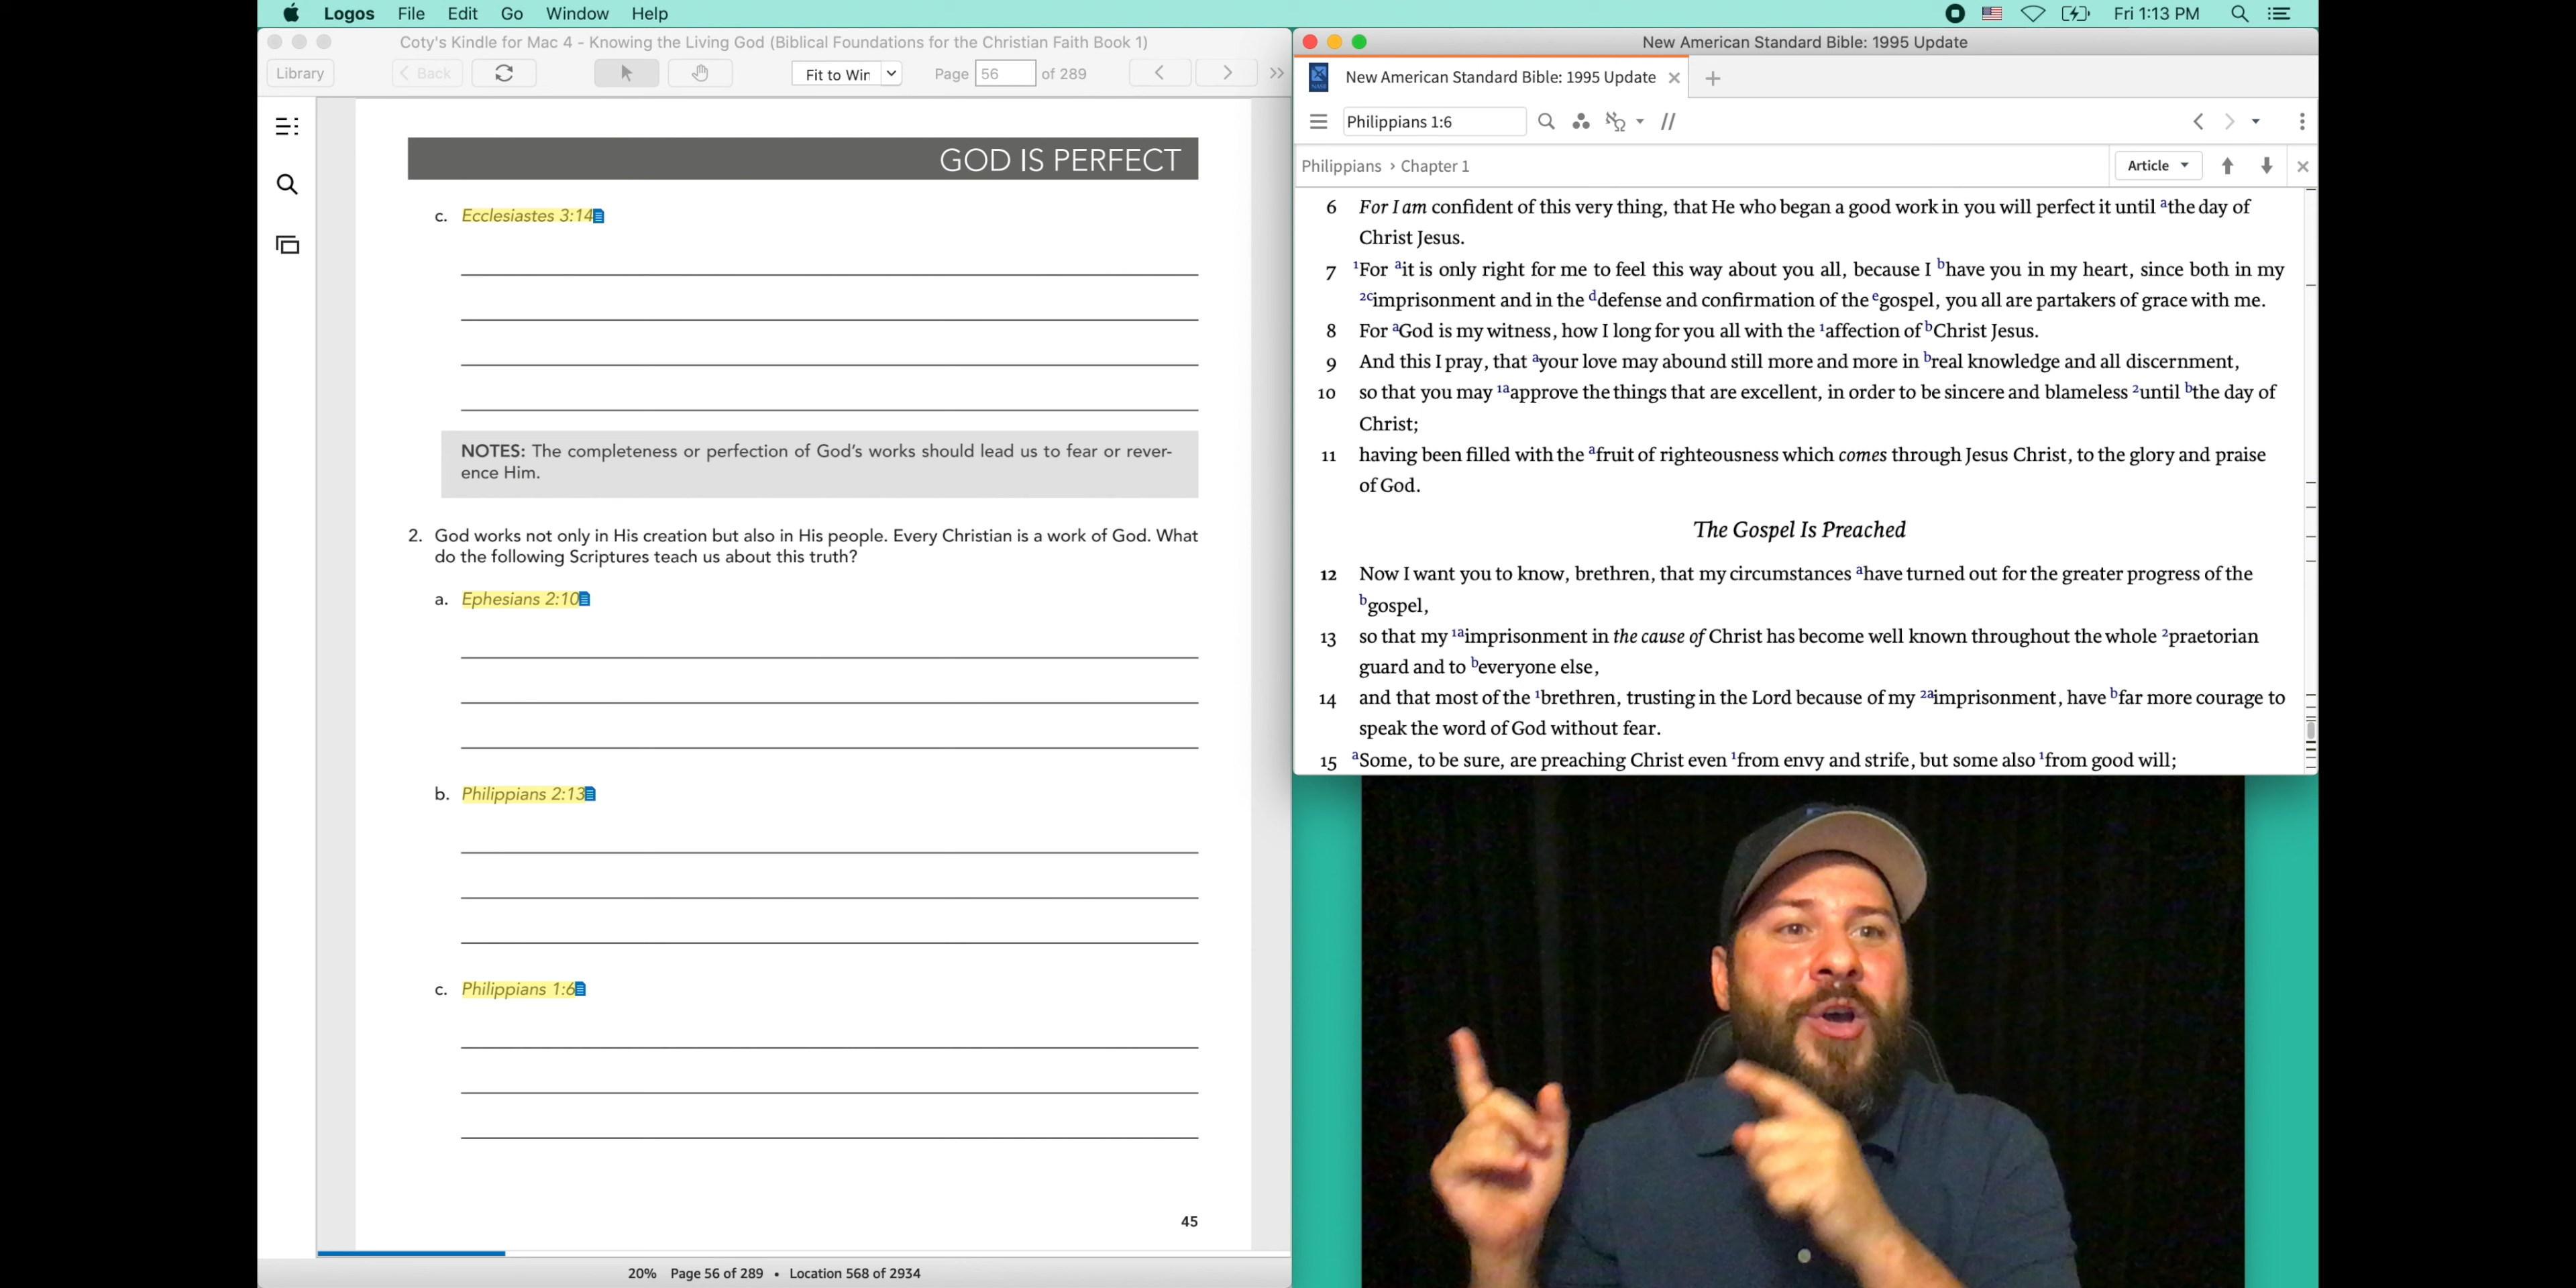 Logos File Edit Go Window Help
Fri 1:13 PM
Coty's Kindle for Mac 4 - Knowing the Living God (Biblical Foundations for the Christian Faith Book 1)
Library
Back
Fit to Win
Page 56 of 289
GOD IS PERFECT
c. Ecclesiastes 3:14
NOTES: The completeness or perfection of God's works should lead us to fear or rever-
ence Him.
2. God works not only in His creation but also in His people. Every Christian is a work of God. What
do the following Scriptures teach us about this truth?
a. Ephesians 2:10
b. Philippians 2:13
c. Philippians 1:6
45
20% Page 56 of 289 • Location 568 of 2934
New American Standard Bible: 1995 Update
New American Standard Bible: 1995 Update
Philippians 1:6
Philippians › Chapter 1
Article
6 For I am confident of this very thing, that He who began a good work in you will perfect it until athe day of
Christ Jesus.
7 1For ait is only right for me to feel this way about you all, because I bhave you in my heart, since both in my
2cimprisonment and in the ddefense and confirmation of the egospel, you all are partakers of grace with me.
8 For aGod is my witness, how I long for you all with the 1affection of bChrist Jesus.
9 And this I pray, that ayour love may abound still more and more in breal knowledge and all discernment,
10 so that you may 1aapprove the things that are excellent, in order to be sincere and blameless 2until bthe day of
Christ;
11 having been filled with the afruit of righteousness which comes through Jesus Christ, to the glory and praise
of God.
The Gospel Is Preached
12 Now I want you to know, brethren, that my circumstances ahave turned out for the greater progress of the
bgospel,
13 so that my 1aimprisonment in the cause of Christ has become well known throughout the whole 2praetorian
guard and to beveryone else,
14 and that most of the 1brethren, trusting in the Lord because of my 2aimprisonment, have bfar more courage to
speak the word of God without fear.
15 aSome, to be sure, are preaching Christ even 1from envy and strife, but some also 1from good will;